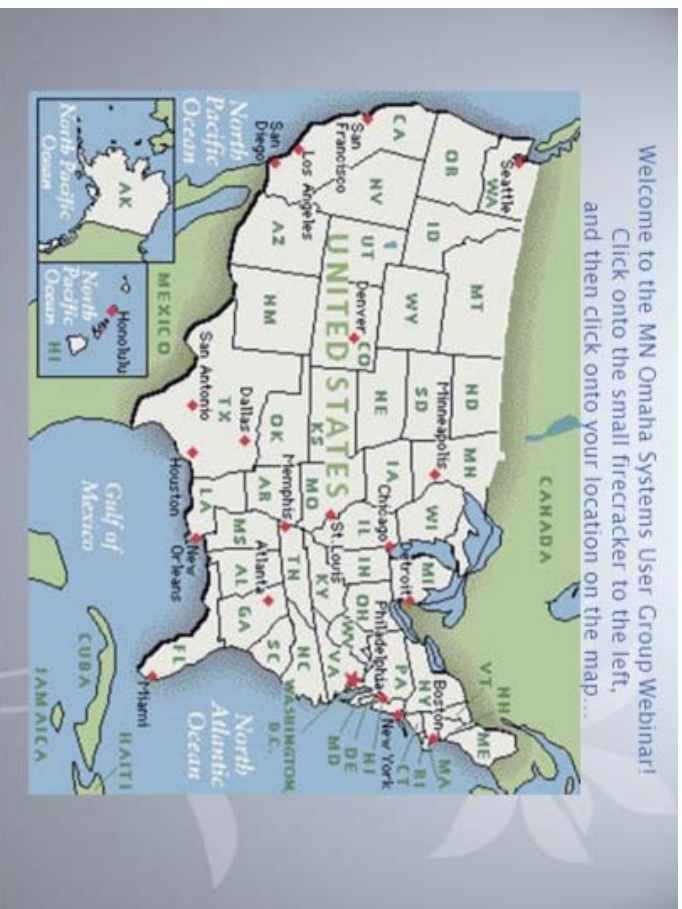 Welcome to the MN Omaha Systems User Group Webinar!
Click onto the small firecracker to the left,
and then click onto your location on the map...
CANADA
Seattle
WA
MT
ND
MN
OR
ID
WY
SD
Minneapolis
WI
MI
Detroit
VT
NH
ME
Boston
MA
NY
RI
CT
New York
NJ
DE
MD
WASHINGTON
D.C.
PA
Philadelphia
CA
San
Francisco
NV
UT
Denver
CO
NE
IA
Chicago
IL
IN
OH
WV
VA
UNITED STATES
KS
MO
St. Louis
KY
Los Angeles
San
Diego
AZ
NM
OK
AR
Memphis
TN
NC
SC
Dallas
TX
LA
MS
AL
Atlanta
GA
North
Pacific
Ocean
San Antonio
Houston
New
Orleans
FL
Miami
North
Atlantic
Ocean
MEXICO
Gulf of
Mexico
CUBA
HAITI
JAMAICA
AK
North Pacific
Ocean
Honolulu
North
Pacific
Ocean
HI